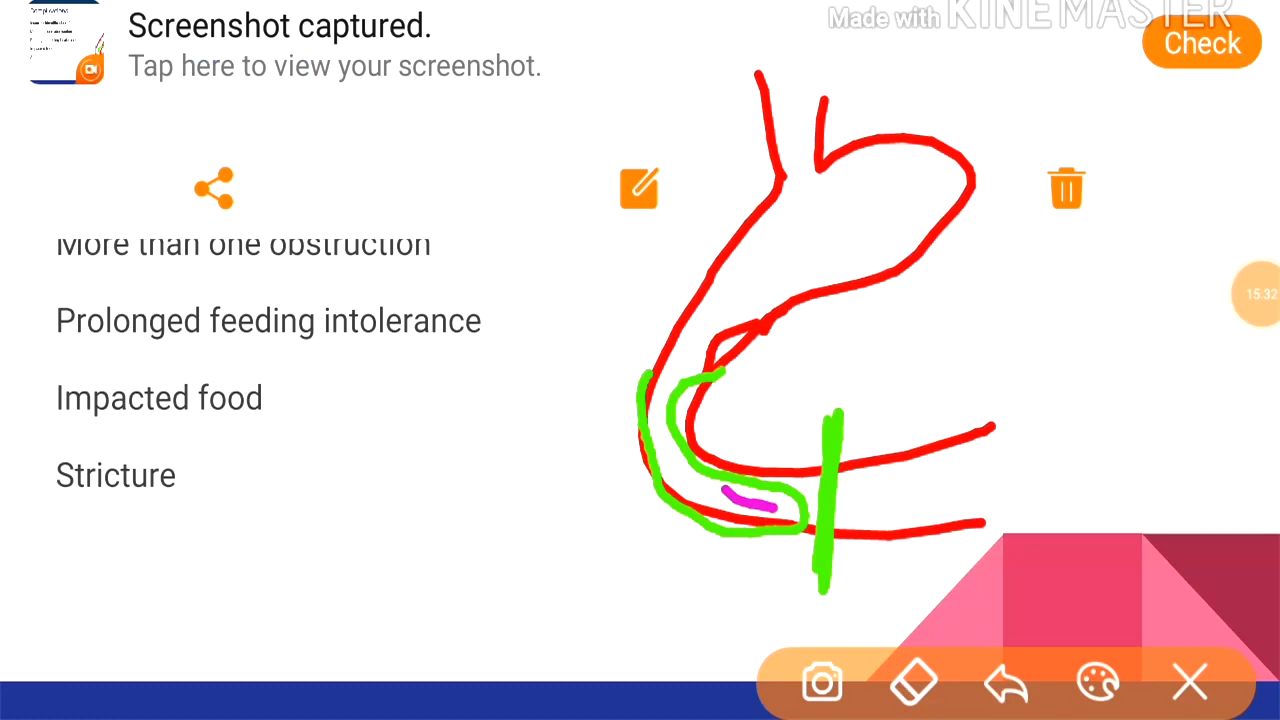 Complications
Screenshot captured.
Made with KINEMASTER
Tap here to view your screenshot.
Check
More than one obstruction
15:32
Prolonged feeding intolerance
Impacted food
Stricture